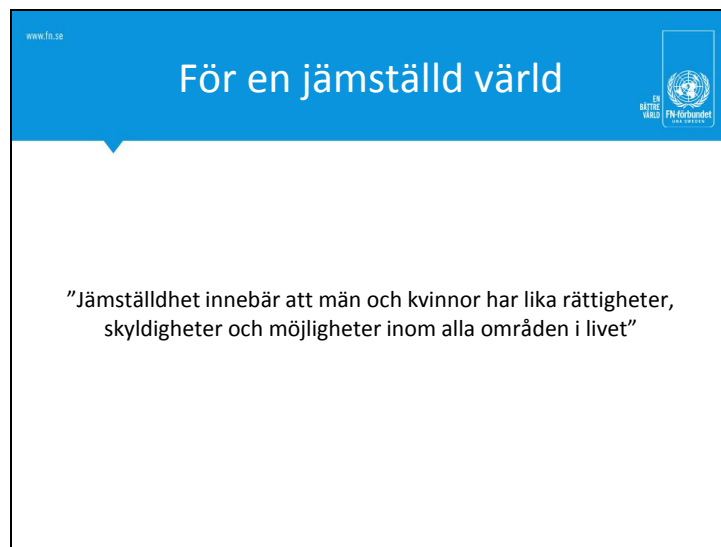 www.fn.se
För en jämställd värld
EN
BÄTTRE
VÄRLD
FN-förbundet
UNA SWEDEN
”Jämställdhet innebär att män och kvinnor har lika rättigheter,
skyldigheter och möjligheter inom alla områden i livet”